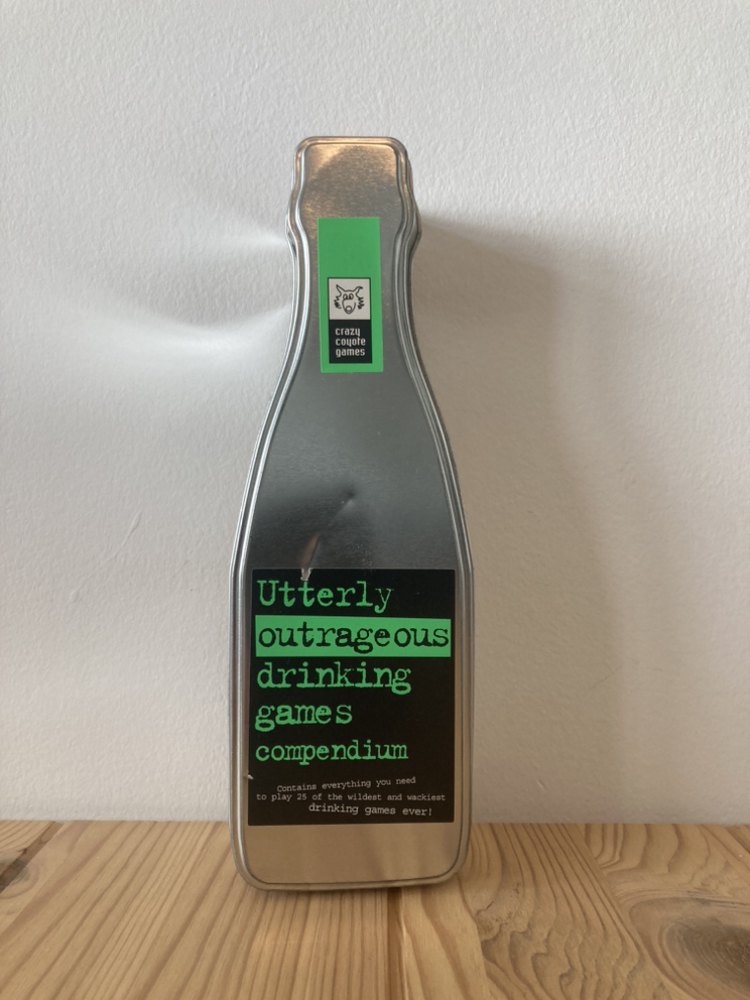 crazy
coyote
games
Utterly
outrageous
drinking
games
compendium
Contains everything you need
to play 25 of the wildest and wackiest
drinking games ever!